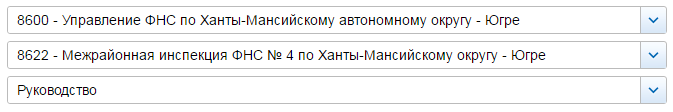 8600 - Управление ФНС по Ханты-Мансийскому автономному округу - Югре
8622 - Межрайонная инспекция ФНС № 4 по Ханты-Мансийскому округу - Югре
Руководство